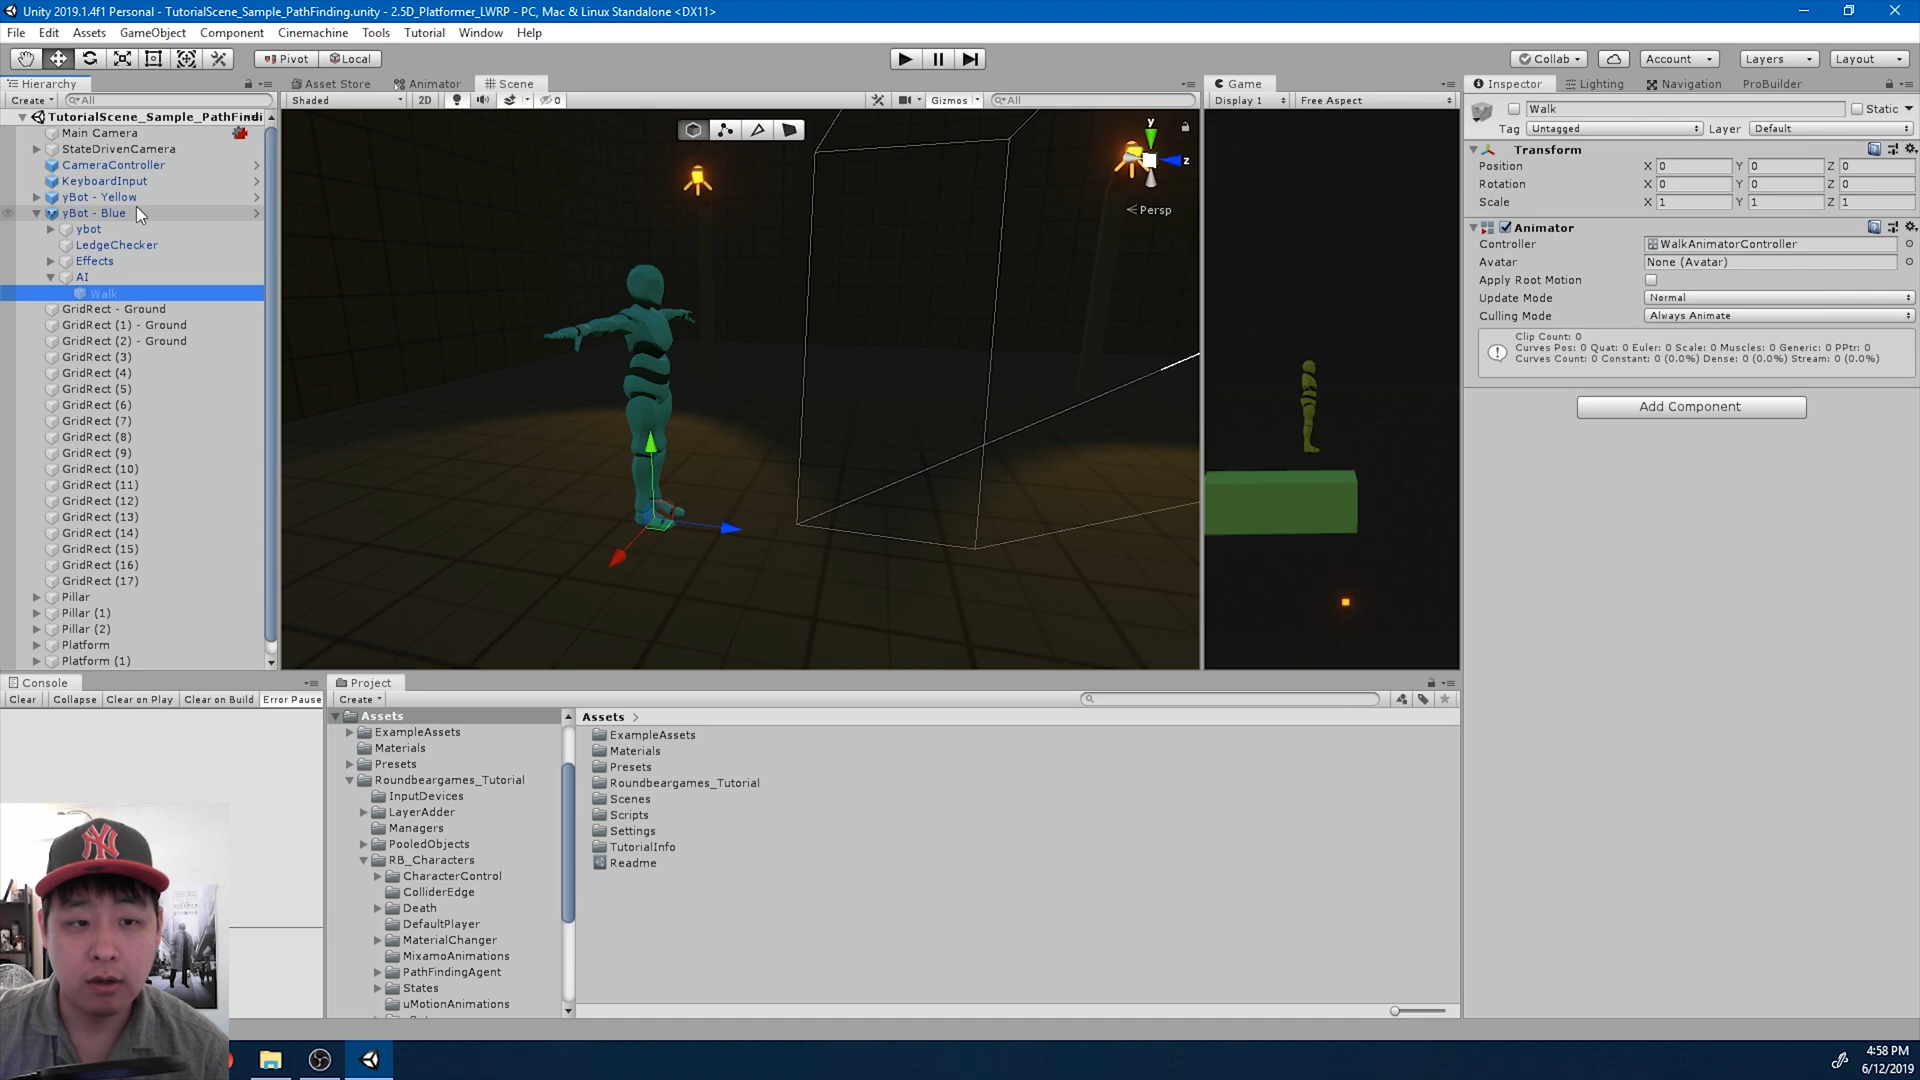 Unity 2019.1.4f1 Personal - TutorialScene_Sample_PathFinding.unity - 2.5D_Platformer_LWRP - PC, Mac & Linux Standalone <DX11>
File Edit Assets GameObject Component Cinemachine Tools Tutorial Window Help
Pivot Local Collab Account Layers Layout
Hierarchy
Create All
TutorialScene_Sample_PathFindi
Main Camera
StateDrivenCamera
CameraController
KeyboardInput
yBot - Yellow
yBot - Blue
ybot
LedgeChecker
Effects
AI
Walk
GridRect - Ground
GridRect (1) - Ground
GridRect (2) - Ground
GridRect (3)
GridRect (4)
GridRect (5)
GridRect (6)
GridRect (7)
GridRect (8)
GridRect (9)
GridRect (10)
GridRect (11)
GridRect (12)
GridRect (13)
GridRect (14)
GridRect (15)
GridRect (16)
GridRect (17)
Pillar
Pillar (1)
Pillar (2)
Platform
Platform (1)
Asset Store Animator Scene
Shaded 2D 0 Gizmos All
y
z
Persp
Game
Display 1 Free Aspect
Inspector Lighting Navigation ProBuilder
Walk Static
Tag Untagged Layer Default
Transform
Position X 0 Y 0 Z 0
Rotation X 0 Y 0 Z 0
Scale X 1 Y 1 Z 1
Animator
Controller WalkAnimatorController
Avatar None (Avatar)
Apply Root Motion
Update Mode Normal
Culling Mode Always Animate
Clip Count: 0
Curves Pos: 0 Quat: 0 Euler: 0 Scale: 0 Muscles: 0 Generic: 0 PPtr: 0
Curves Count: 0 Constant: 0 (0.0%) Dense: 0 (0.0%) Stream: 0 (0.0%)
Add Component
Console
Clear Collapse Clear on Play Clear on Build Error Pause
Project
Create
Assets
ExampleAssets
Materials
Presets
Roundbeargames_Tutorial
InputDevices
LayerAdder
Managers
PooledObjects
RB_Characters
CharacterControl
ColliderEdge
Death
DefaultPlayer
MaterialChanger
MixamoAnimations
PathFindingAgent
States
uMotionAnimations
Assets
ExampleAssets
Materials
Presets
Roundbeargames_Tutorial
Scenes
Scripts
Settings
TutorialInfo
Readme
4:58 PM
6/12/2019